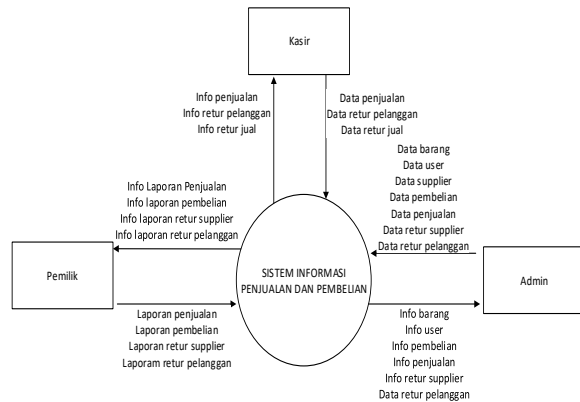 Kasir
Info penjualan
Info retur pelanggan
Info retur jual
Data penjualan
Data retur pelanggan
Data retur jual
Data barang
Data user
Data supplier
Data pembelian
Data penjualan
Data retur supplier
Data retur pelanggan
Info Laporan Penjualan
Info laporan pembelian
Info laporan retur supplier
Info laporan retur pelanggan
Pemilik
SISTEM INFORMASI
PENJUALAN DAN PEMBELIAN
Admin
Laporan penjualan
Laporan pembelian
Laporan retur supplier
Laporam retur pelanggan
Info barang
Info user
Info pembelian
Info penjualan
Info retur supplier
Data retur pelanggan